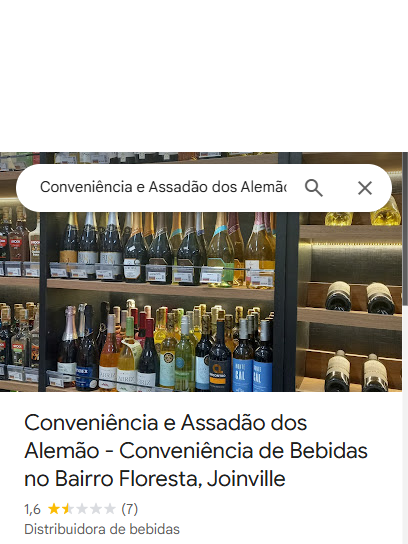 Conveniência e Assadão dos Alemão
Conveniência e Assadão dos
Alemão - Conveniência de Bebidas
no Bairro Floresta, Joinville
1,6 (7)
Distribuidora de bebidas